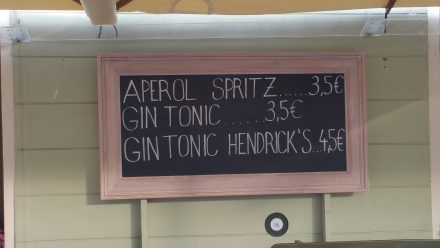 APEROL SPRITZ......3,5€
GIN TONIC..... 3,5€
GIN TONIC HENDRICK'S..4,5€